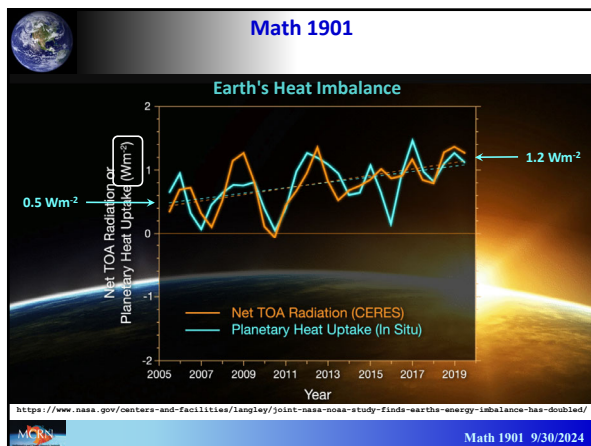 Math 1901
Earth's Heat Imbalance
2
1
0
-1
-2
Net TOA Radiation or
Planetary Heat Uptake (Wm-2)
0.5 Wm-2
1.2 Wm-2
Net TOA Radiation (CERES)
Planetary Heat Uptake (In Situ)
2005 2007 2009 2011 2013 2015 2017 2019
Year
https://www.nasa.gov/centers-and-facilities/langley/joint-nasa-noaa-study-finds-earths-energy-imbalance-has-doubled/
MCRN
Math 1901 9/30/2024